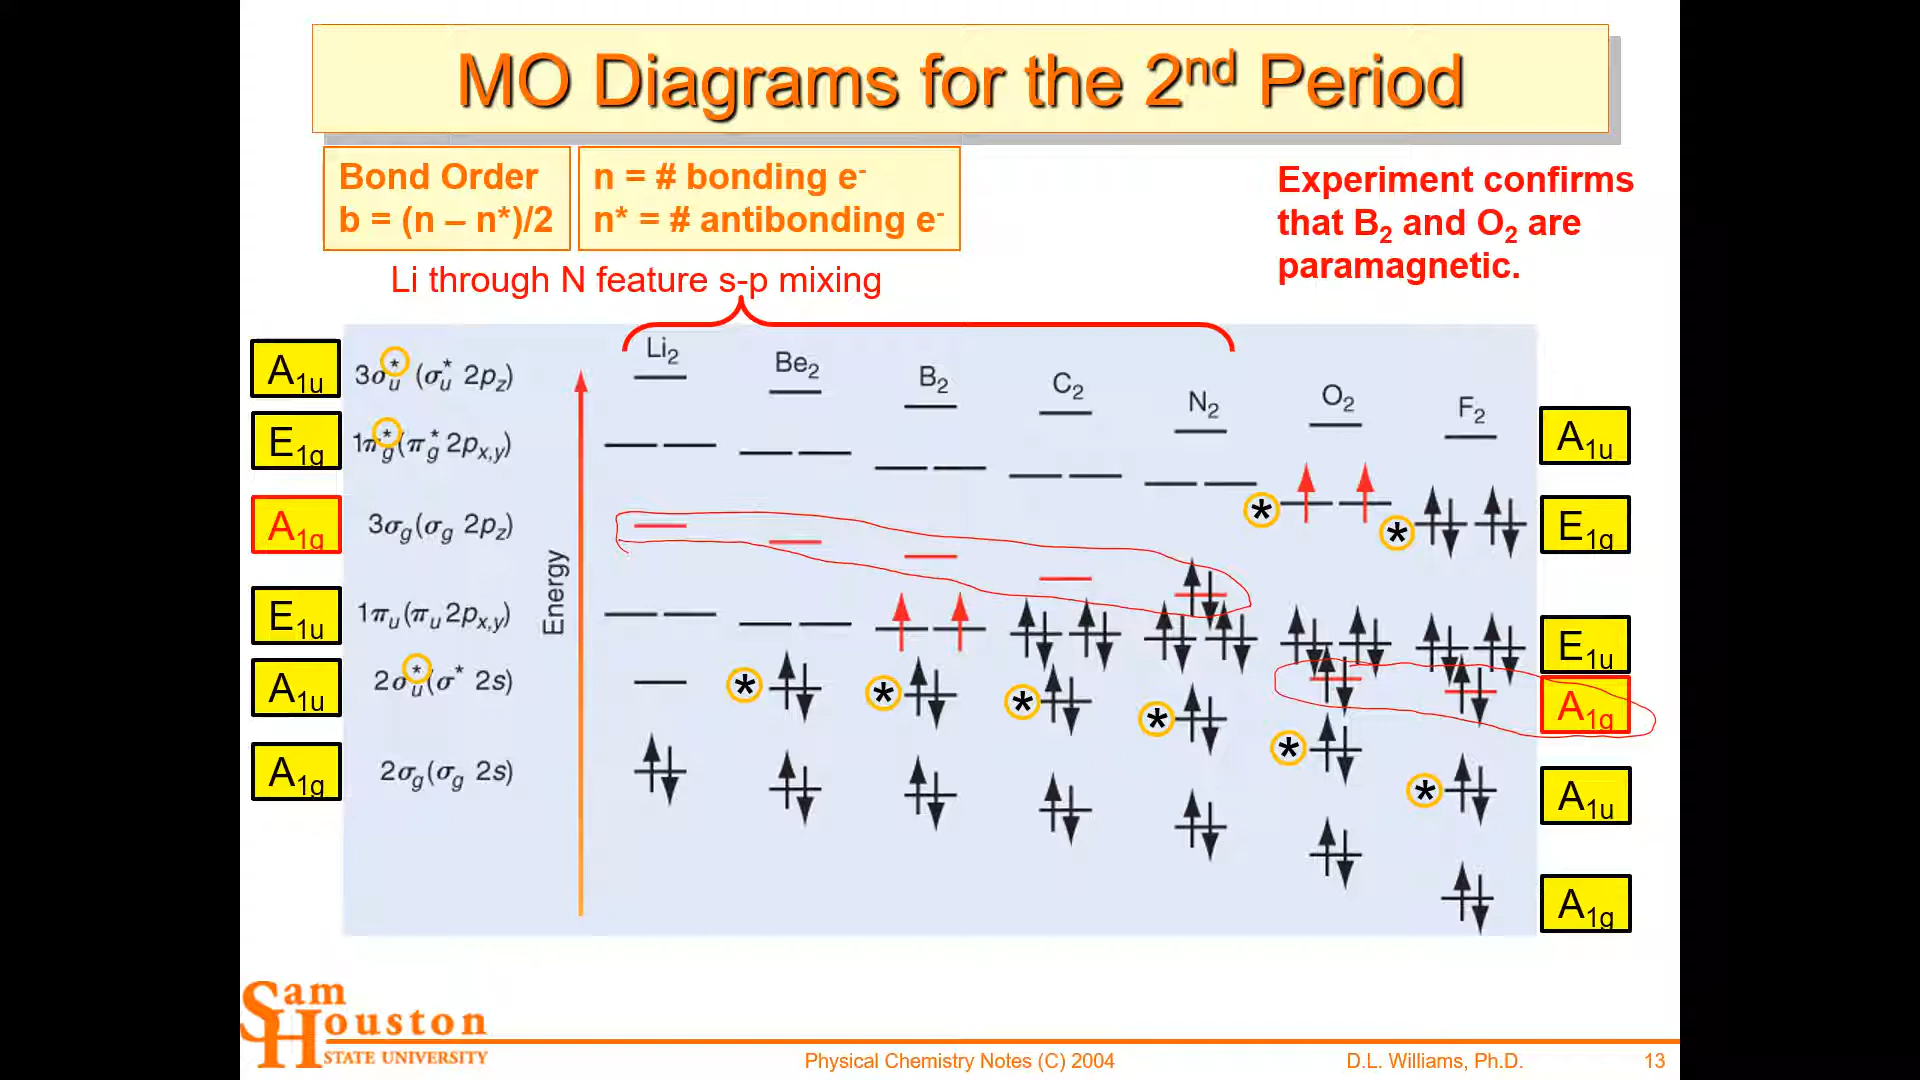 MO Diagrams for the 2nd Period
Bond Order
b = (n – n*)/2
n = # bonding e-
n* = # antibonding e-
Experiment confirms
that B2 and O2 are
paramagnetic.
Li through N feature s-p mixing
Li2
Be2
B2
C2
N2
O2
F2
A1u
3σu* (σu* 2pz)
E1g
1πg* (πg* 2px,y)
A1g
3σg(σg 2pz)
E1u
1πu(πu 2px,y)
A1u
2σu*(σ* 2s)
A1g
2σg(σg 2s)
Energy
*
*
*
*
*
*
*
*
A1u
E1g
E1u
A1g
A1u
A1g
Sam
Houston
STATE UNIVERSITY
Physical Chemistry Notes (C) 2004
D.L. Williams, Ph.D.
13